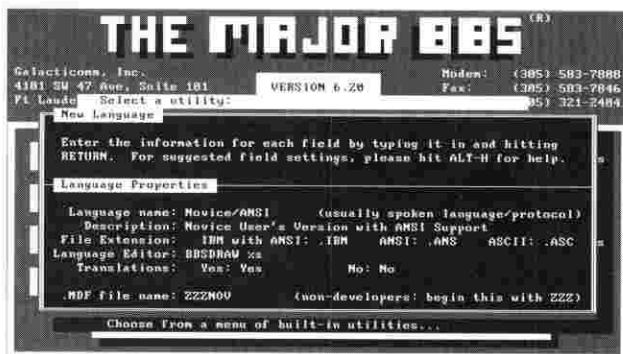 THE MAJOR BBS (R)
Galacticomm, Inc.
4101 SW 47 Ave, Suite 101
Ft Laude
VERSION 6.20
Modem: (305) 583-7808
Fax: (305) 583-7846
05) 321-2404
Select a utility:
New Language
Enter the information for each field by typing it in and hitting
RETURN. For suggested field settings, please hit ALT-H for help.
Language Properties
Language name: Novice/ANSI (usually spoken language/protocol)
Description: Novice User's Version with ANSI Support
File Extension: IBM with ANSI: .IBM ANSI: .ANS ASCII: .ASC
Language Editor: BBSDRAW %s
Translations: Yes: Yes No: No
.MDF file name: ZZZNOV (non-developers: begin this with ZZZ)
Choose from a menu of built-in utilities...